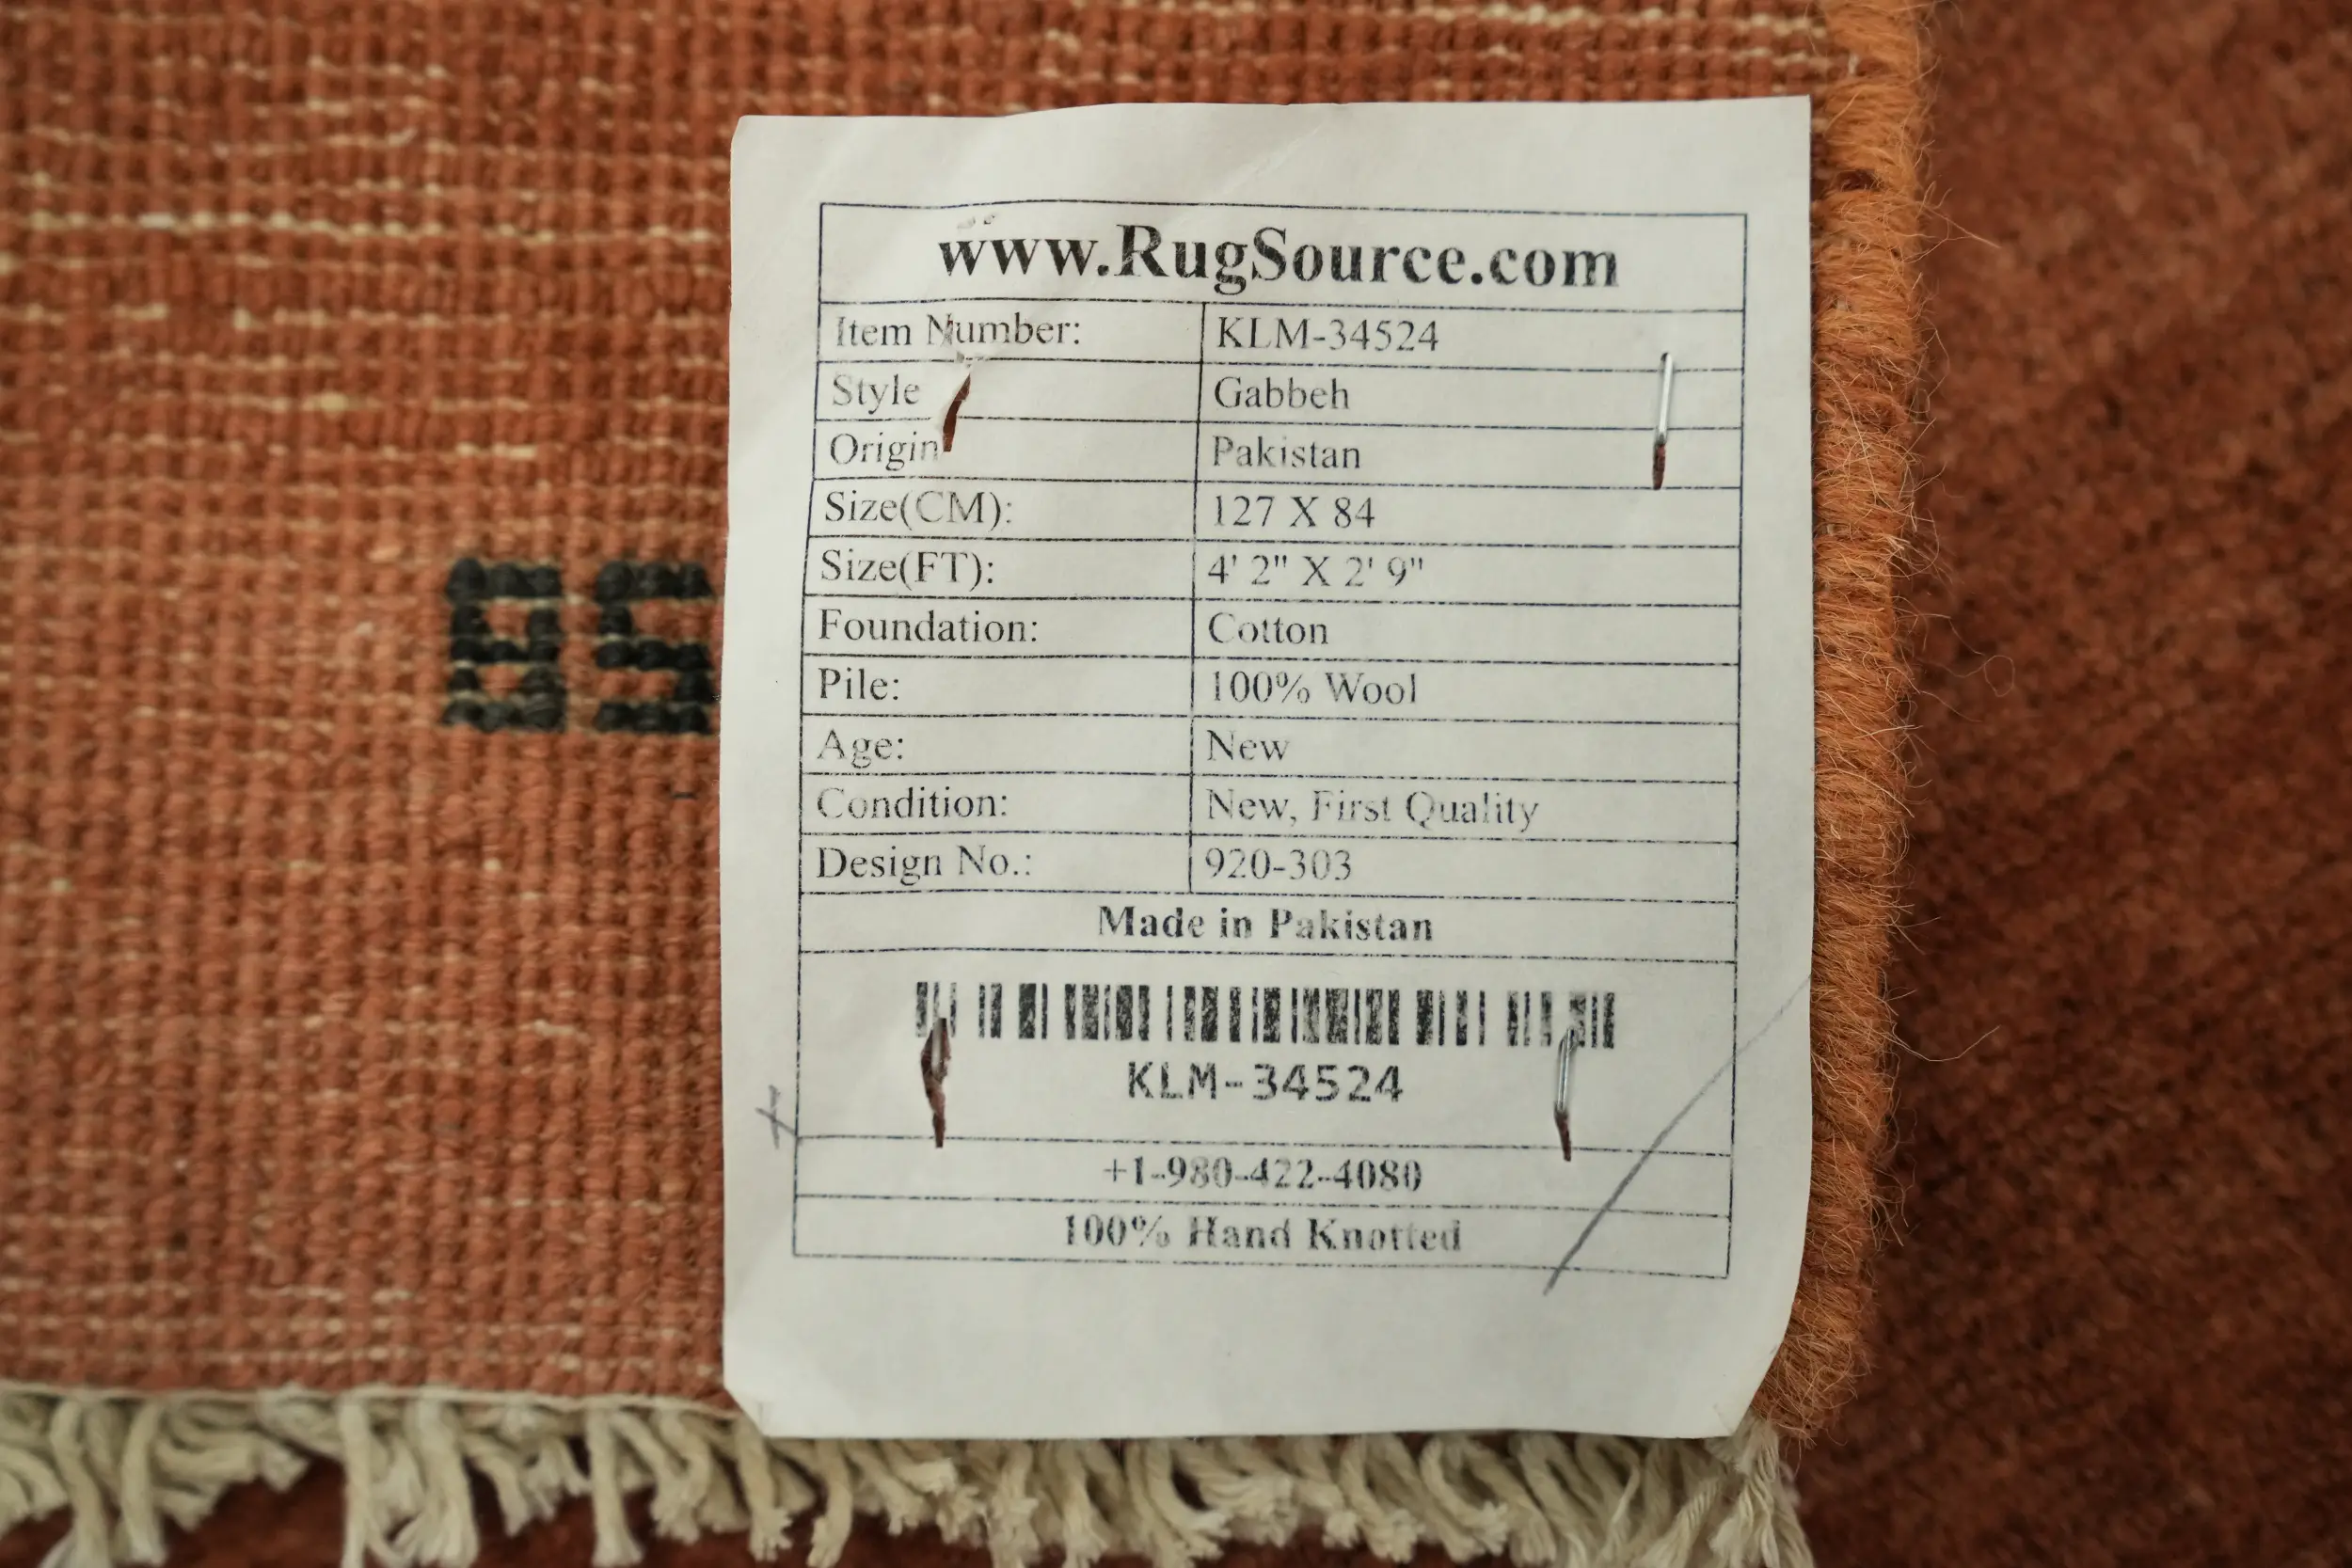 www.RugSource.com
Item Number: KLM-34524
Style Gabbeh
Origin Pakistan
Size(CM): 127 X 84
Size(FT): 4' 2" X 2' 9"
Foundation: Cotton
Pile: 100% Wool
Age: New
Condition: New, First Quality
Design No.: 920-303
Made in Pakistan
KLM-34524
+1-980-422-4080
100% Hand Knotted